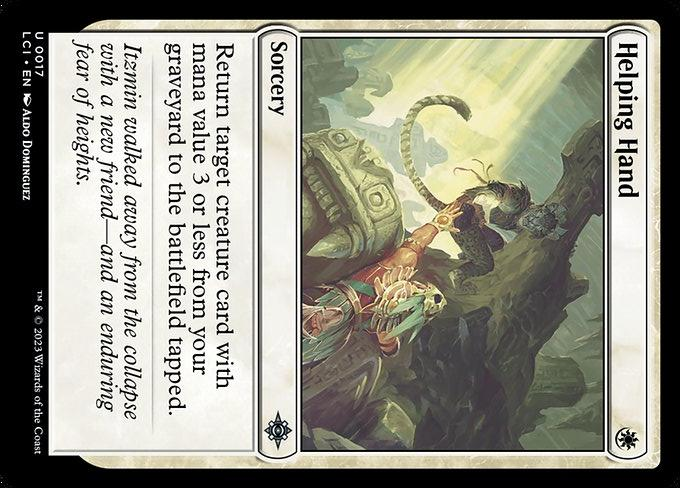 Helping Hand
Sorcery
Return target creature card with
mana value 3 or less from your
graveyard to the battlefield tapped.
Itzmin walked away from the collapse
with a new friend—and an enduring
fear of heights.
U 0017
LCI • EN Aldo Domínguez
™ & © 2023 Wizards of the Coast